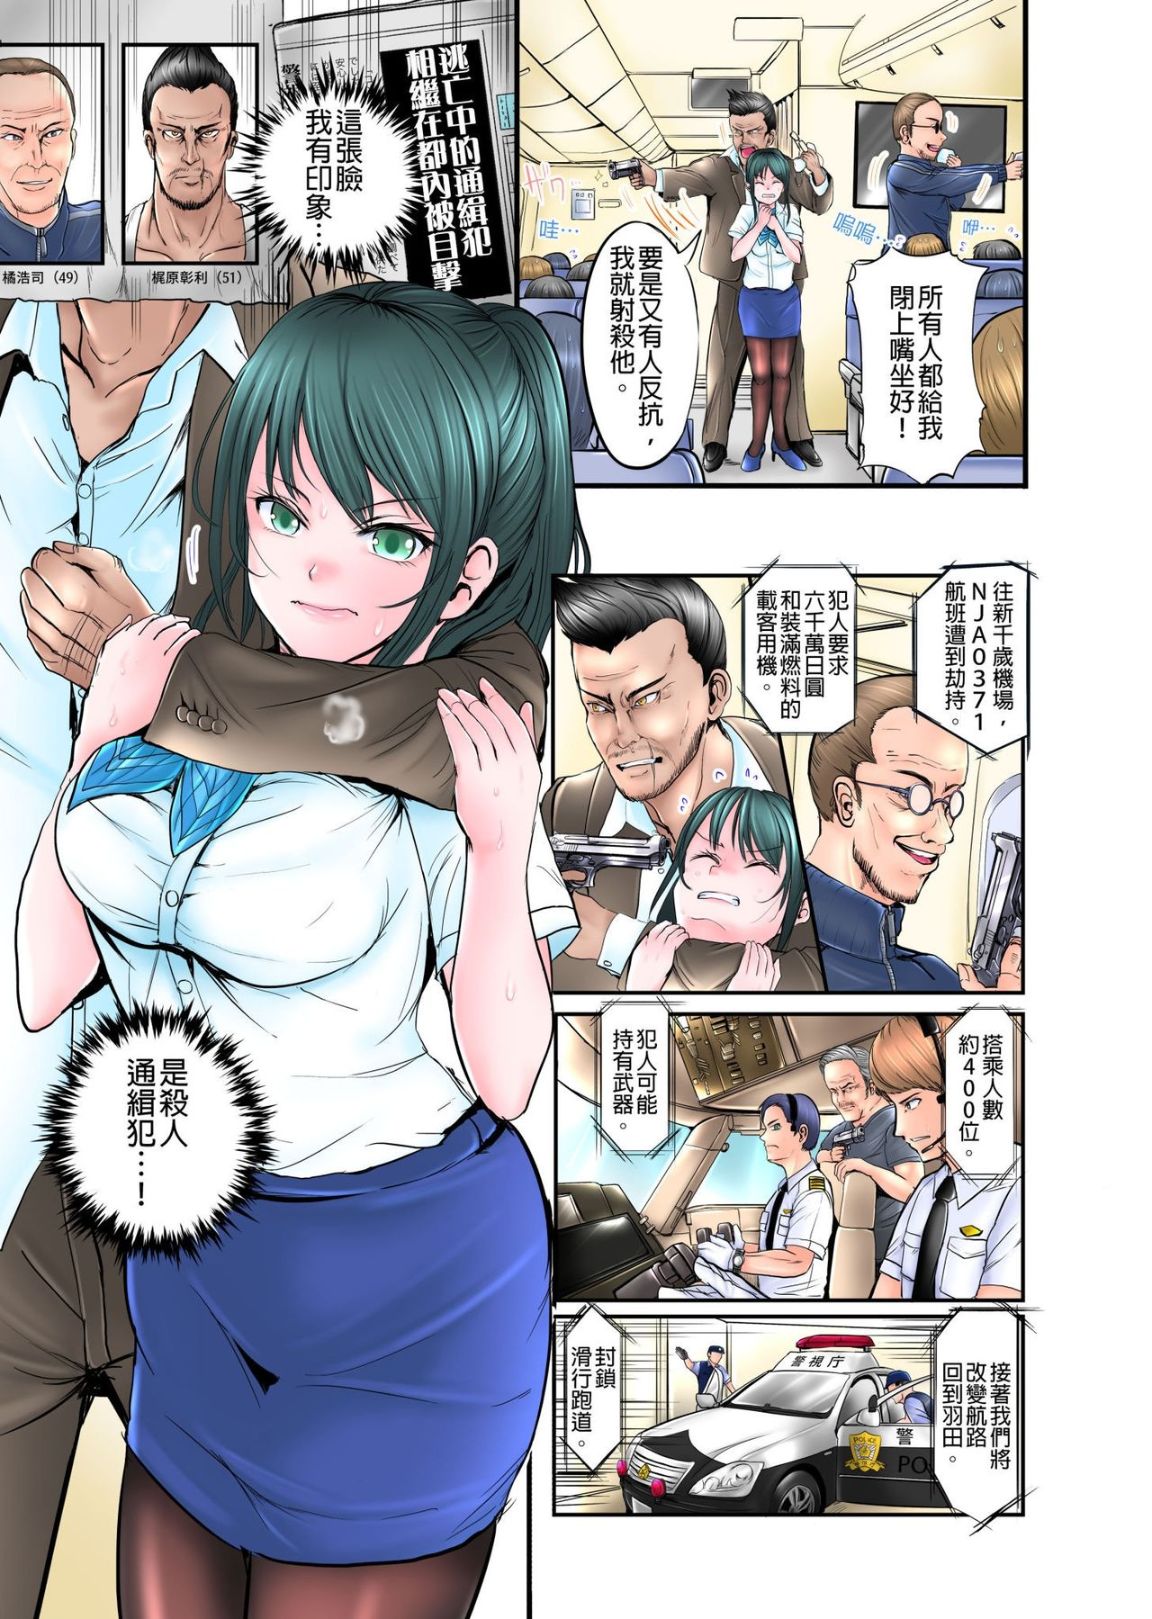 所有人都給我
閉上嘴坐好！
要是又有人反抗，
我就射殺他。
咿…
嗚嗚…
哇…
ザワ…
往新千歲機場，
NJA0371
航班遭到劫持。
犯人要求
六千萬日圓
和裝滿燃料的
載客用機。
搭乘人數
約400位。
犯人可能
持有武器。
接著我們將
改變航路
回到羽田。
封鎖
滑行跑道。
警視庁
警
POLICE
PO
逃亡中的通緝犯
相繼在都內被目擊
這張臉
我有印象…
梶原彰利（51）
橘浩司（49）
是殺人
通緝犯…！